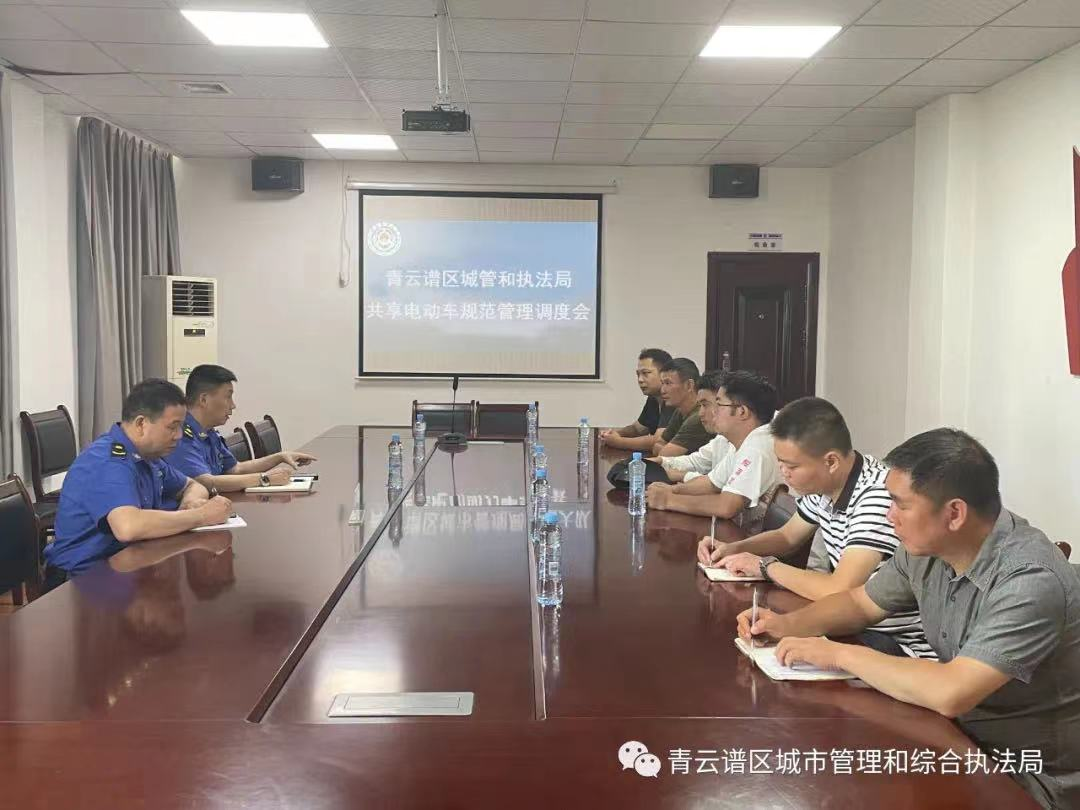 青云谱区城管和执法局
共享电动车规范管理调度会
青云谱区城市管理和综合执法局